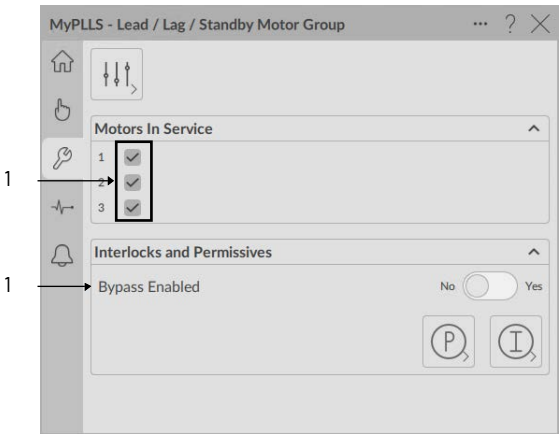 MyPLLS - Lead / Lag / Standby Motor Group ... ?
Motors In Service
1
1
2
3
Interlocks and Permissives
1 Bypass Enabled No Yes
P I